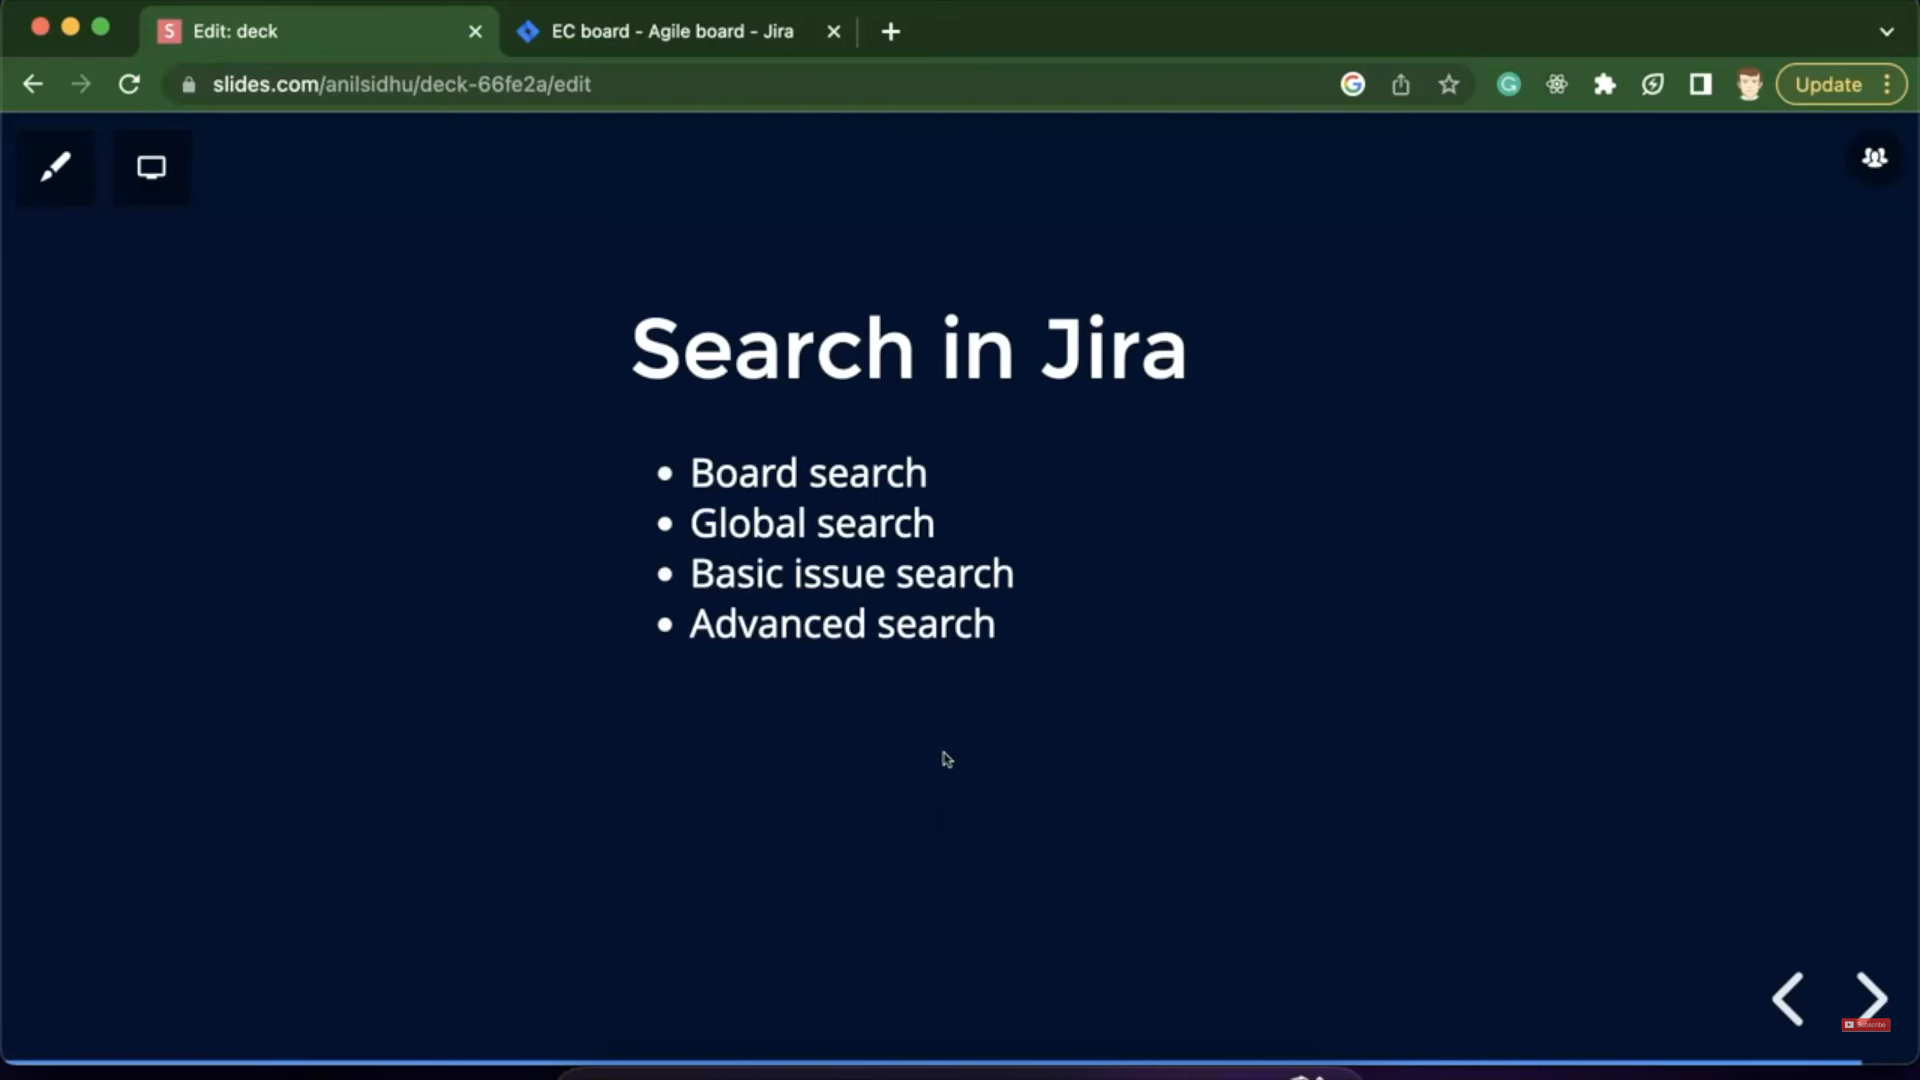 Edit: deck
EC board - Agile board - Jira
slides.com/anilsidhu/deck-66fe2a/edit
Update
Search in Jira
Board search
Global search
Basic issue search
Advanced search
Subscribe